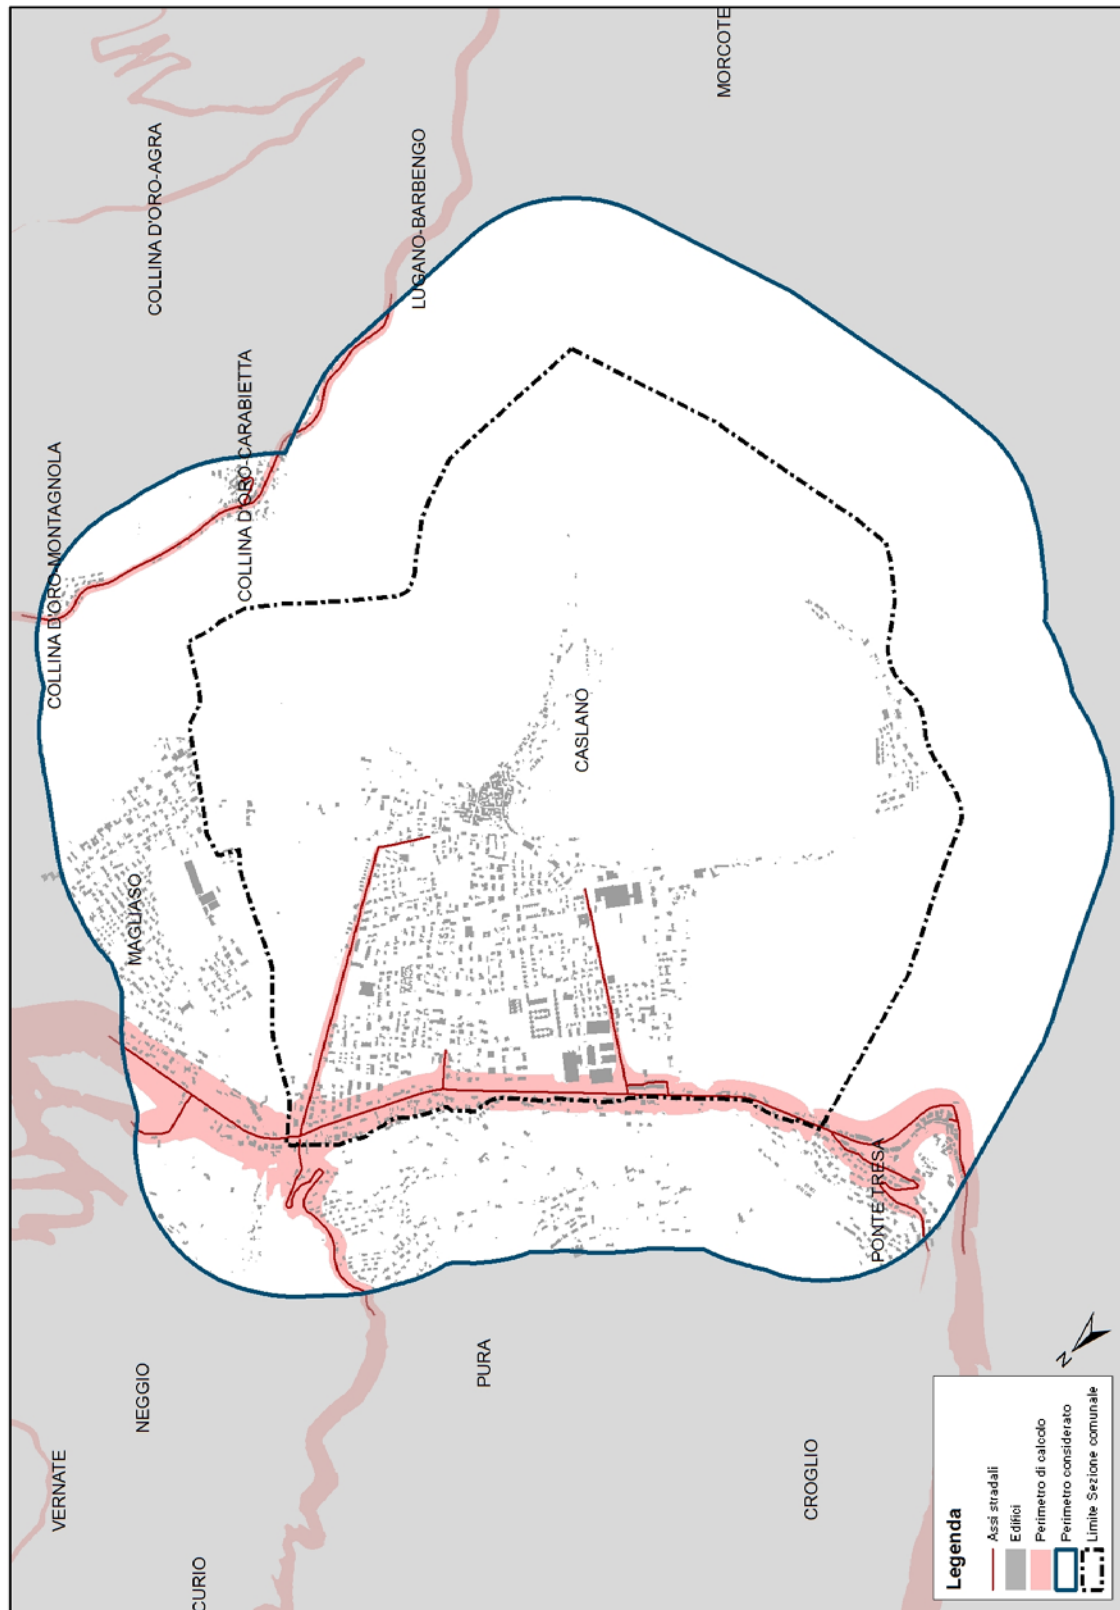 VERNATE
CURIO
NEGGIO
PURA
CROGLIO
MAGLIASO
PONTE TRESA
CASLANO
COLLINA D'ORO-MONTAGNOLA
COLLINA D'ORO-CARABIETTA
COLLINA D'ORO-AGRA
LUGANO-BARBENGO
MORCOTE
N
Legenda
Assi stradali
Edifici
Perimetro di calcolo
Perimetro considerato
Limite Sezione comunale